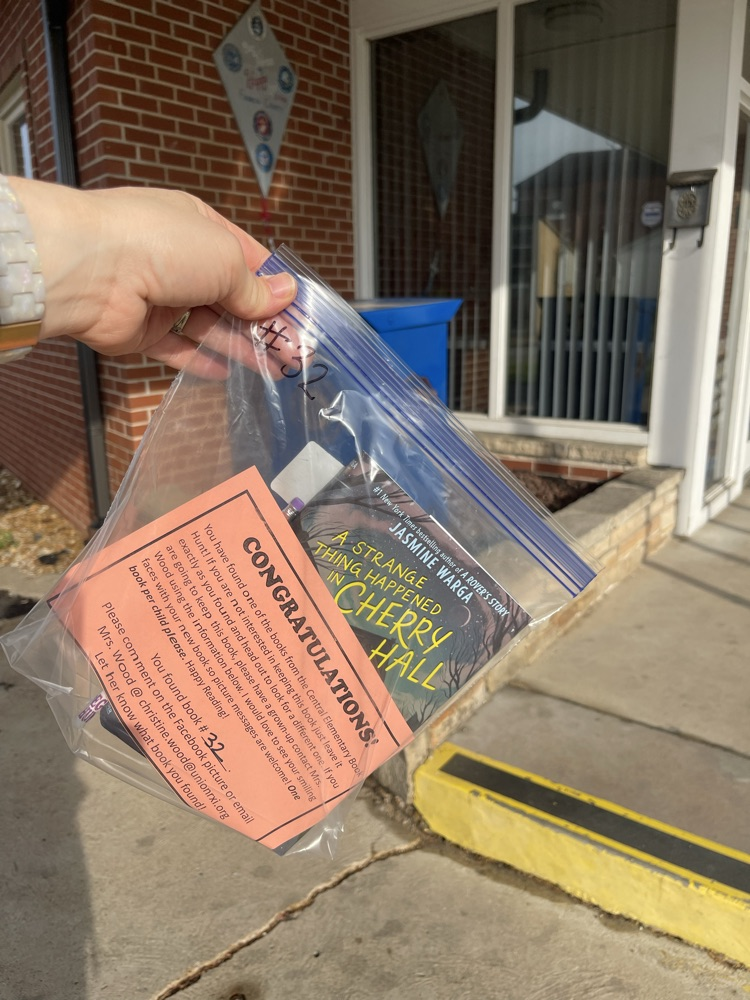 #32
#1 New York Times bestselling author of A ROVER'S STORY
JASMINE WARGA
A STRANGE
THING HAPPENED
IN CHERRY
HALL
CONGRATULATIONS!
You have found one of the books from the Central Elementary Book
Hunt! If you are not interested in keeping this book just leave it
exactly as you found and head out to look for a different one. If you
are going to keep this book, please have a grown-up contact Mrs.
Wood using the information below. I would love to see your smiling
faces with your new book so picture messages are welcome! One
book per child please. Happy Reading!
You found book # 32.
Please comment on the Facebook picture or email
Mrs. Wood @ christine.wood@unionrxi.org
Let her know what book you found!